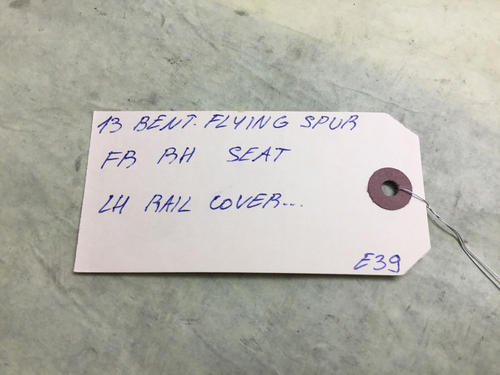 13 BENT. FLYING SPUR
FR RH SEAT
LH RAIL COVER...
E39